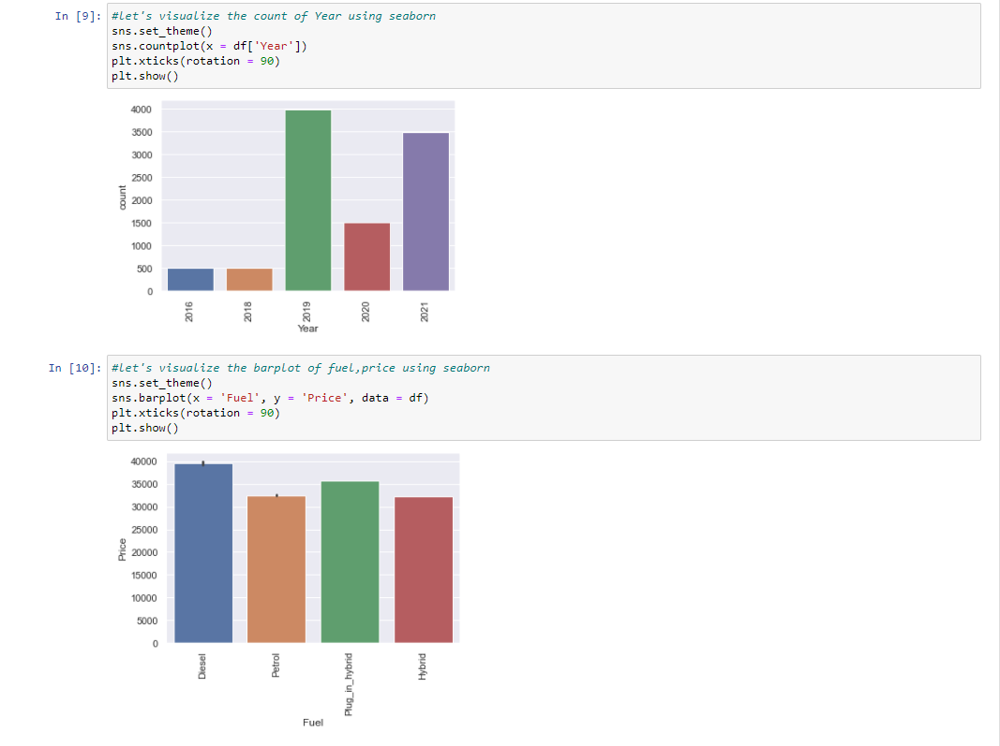 In [9]: #let's visualize the count of Year using seaborn
sns.set_theme()
sns.countplot(x = df['Year'])
plt.xticks(rotation = 90)
plt.show()
4000
3500
3000
2500
2000
1500
1000
500
0
count
2016 2018 2019 2020 2021
Year
In [10]: #let's visualize the barplot of fuel,price using seaborn
sns.set_theme()
sns.barplot(x = 'Fuel', y = 'Price', data = df)
plt.xticks(rotation = 90)
plt.show()
40000
35000
30000
25000
20000
15000
10000
5000
0
Price
Diesel Petrol Plug_in_hybrid Hybrid
Fuel